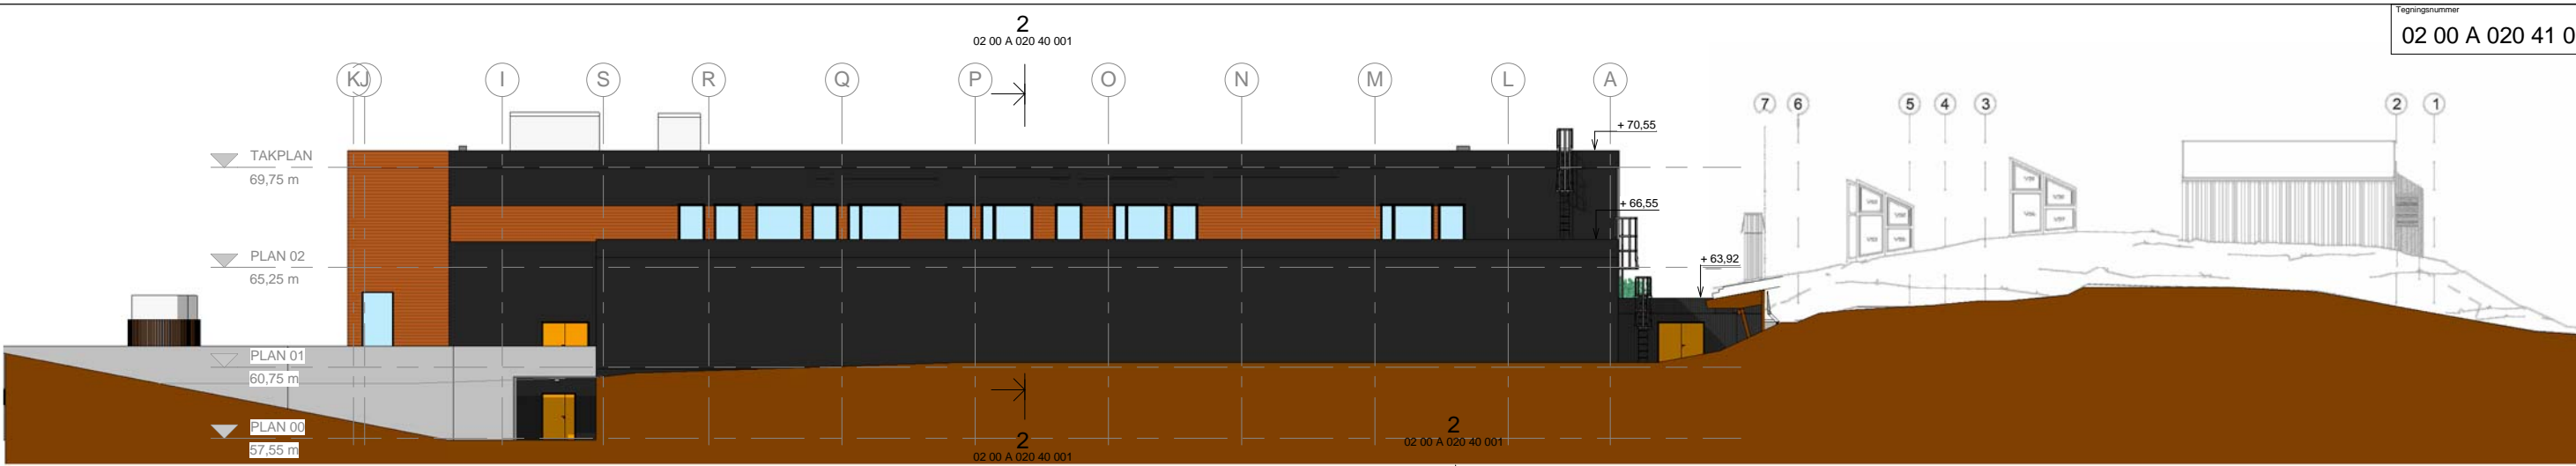 Tegningsnummer
02 00 A 020 41 0
2
02 00 A 020 40 001
K J I S R Q P O N M L A
7 6 5 4 3 2 1
+ 70,55
TAKPLAN
69,75 m
+ 66,55
PLAN 02
65,25 m
+ 63,92
PLAN 01
60,75 m
PLAN 00
57,55 m
2
02 00 A 020 40 001
2
02 00 A 020 40 001